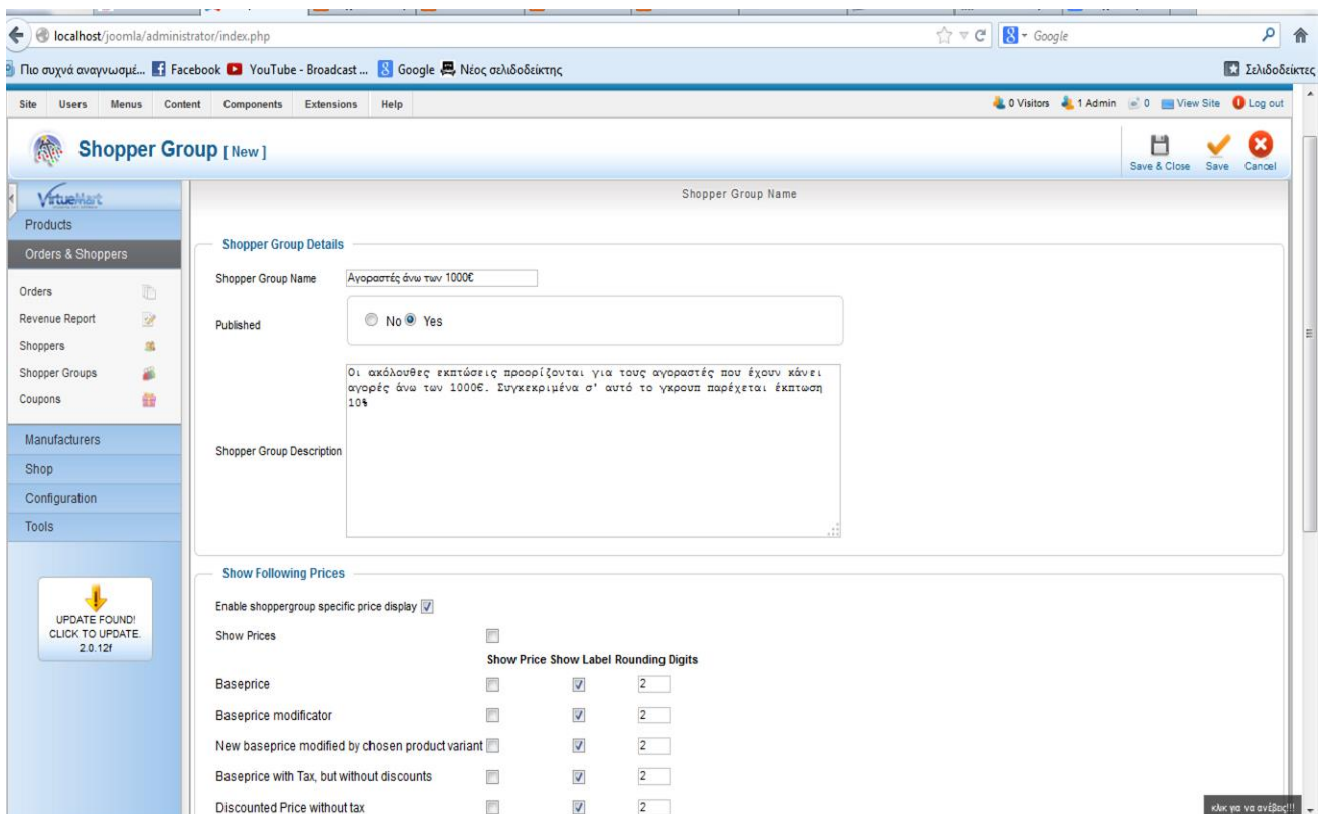 localhost/joomla/administrator/index.php
Google
Πιο συχνά αναγνωσμέ... Facebook YouTube - Broadcast ... Google Νέος σελιδοδείκτης Σελιδοδείκτες
Site Users Menus Content Components Extensions Help 0 Visitors 1 Admin 0 View Site Log out
Shopper Group [ New ]
Save & Close Save Cancel
VirtueMart
Shopper Group Name
Products
Orders & Shoppers
Orders
Revenue Report
Shoppers
Shopper Groups
Coupons
Manufacturers
Shop
Configuration
Tools
UPDATE FOUND!
CLICK TO UPDATE.
2.0.12f
Shopper Group Details
Shopper Group Name Αγοραστές άνω των 1000€
Published No Yes
Shopper Group Description
Οι ακόλουθες εκπτώσεις προορίζονται για τους αγοραστές που έχουν κάνει
αγορές άνω των 1000€. Συγκεκριμένα σ' αυτό το γκρουπ παρέχεται έκπτωση
10%
Show Following Prices
Enable shoppergroup specific price display
Show Prices
Show Price Show Label Rounding Digits
Baseprice 2
Baseprice modificator 2
New baseprice modified by chosen product variant 2
Baseprice with Tax, but without discounts 2
Discounted Price without tax 2
κλικ για να ανέβεις!!!